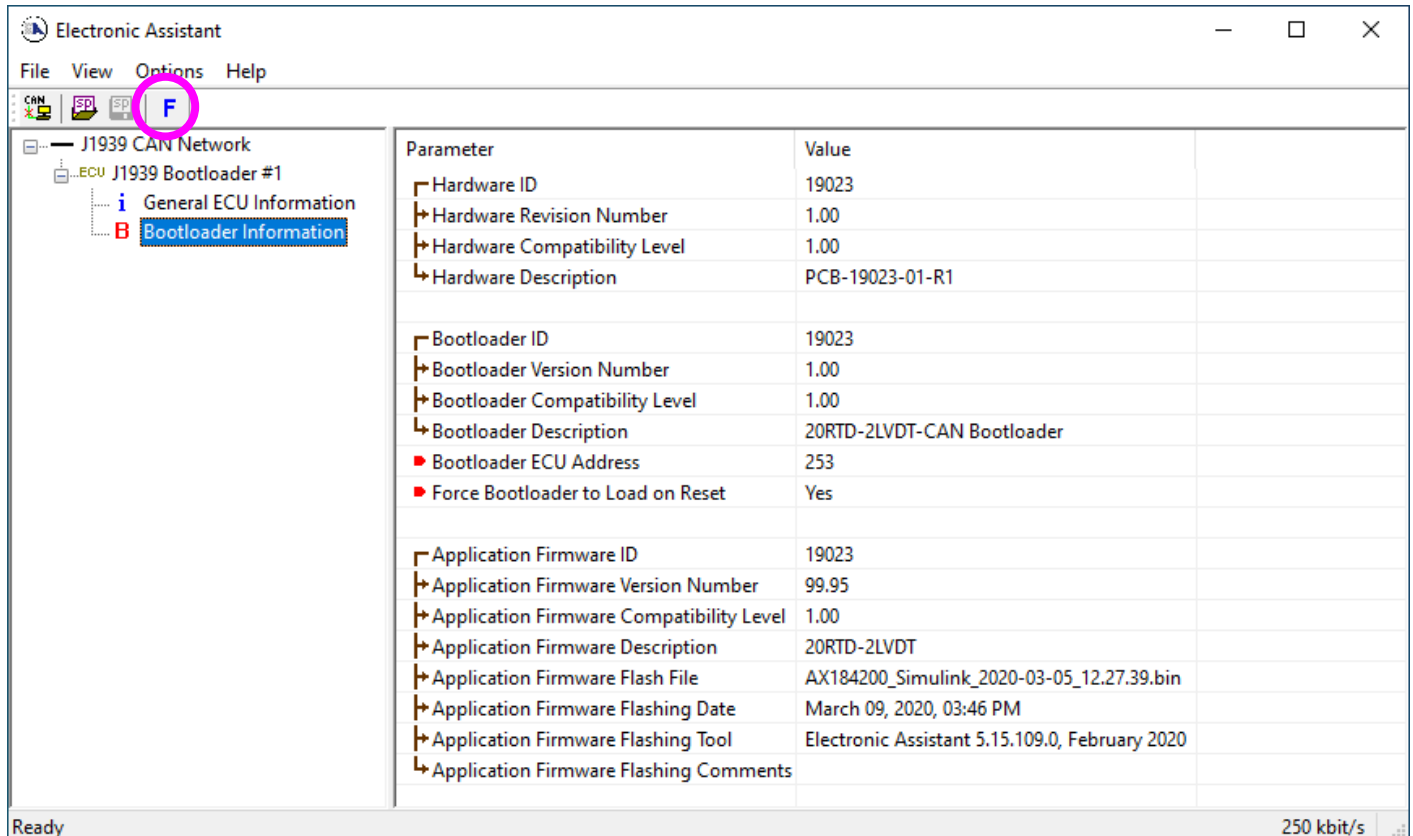 Electronic Assistant
File View Options Help
CAN SPL SP F
J1939 CAN Network
ECU J1939 Bootloader #1
i General ECU Information
B Bootloader Information
Parameter Value
Hardware ID 19023
Hardware Revision Number 1.00
Hardware Compatibility Level 1.00
Hardware Description PCB-19023-01-R1
Bootloader ID 19023
Bootloader Version Number 1.00
Bootloader Compatibility Level 1.00
Bootloader Description 20RTD-2LVDT-CAN Bootloader
Bootloader ECU Address 253
Force Bootloader to Load on Reset Yes
Application Firmware ID 19023
Application Firmware Version Number 99.95
Application Firmware Compatibility Level 1.00
Application Firmware Description 20RTD-2LVDT
Application Firmware Flash File AX184200_Simulink_2020-03-05_12.27.39.bin
Application Firmware Flashing Date March 09, 2020, 03:46 PM
Application Firmware Flashing Tool Electronic Assistant 5.15.109.0, February 2020
Application Firmware Flashing Comments
Ready 250 kbit/s